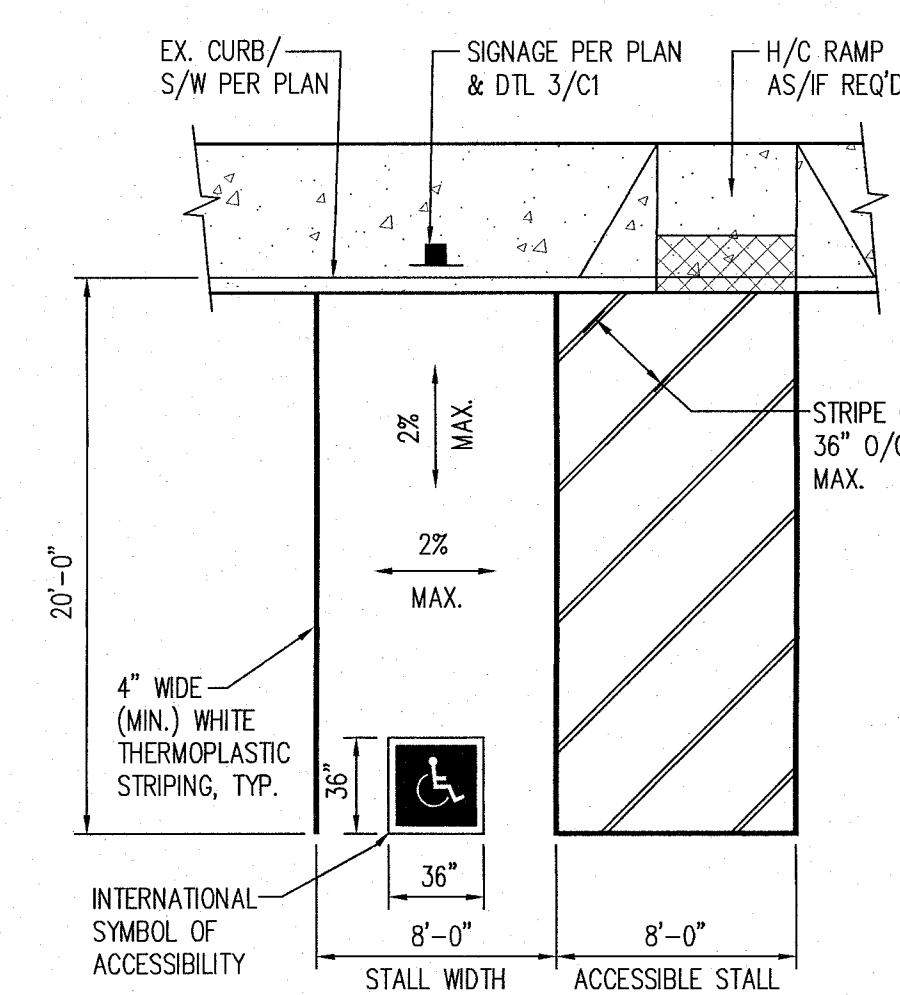 EX. CURB/
S/W PER PLAN
SIGNAGE PER PLAN
& DTL 3/C1
H/C RAMP
AS/IF REQ'D
STRIPE
36" O/C
MAX.
2%
MAX.
2%
MAX.
20'-0"
4" WIDE
(MIN.) WHITE
THERMOPLASTIC
STRIPING, TYP.
36"
36"
INTERNATIONAL
SYMBOL OF
ACCESSIBILITY
8'-0"
STALL WIDTH
8'-0"
ACCESSIBLE STALL